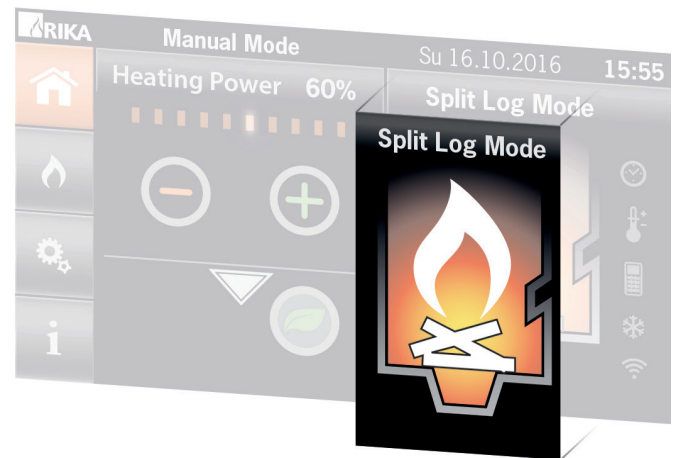 RIKA
Manual Mode
Su 16.10.2016
15:55
Heating Power 60%
Split Log Mode
Split Log Mode
i